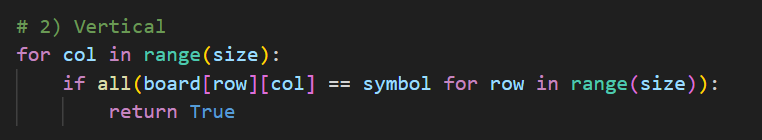 # 2) Vertical
for col in range(size):
    if all(board[row][col] == symbol for row in range(size)):
        return True